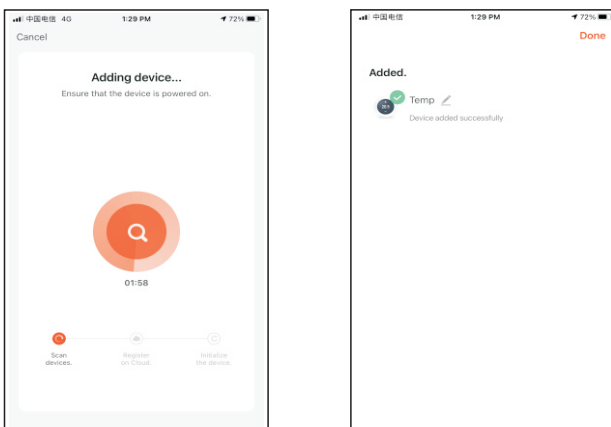 中国电信 4G 1:29 PM 72%
Cancel
Adding device...
Ensure that the device is powered on.
01:58
Scan devices.
Register on Cloud.
Initialize the device.
中国电信 1:29 PM 72%
Done
Added.
Temp
Device added successfully